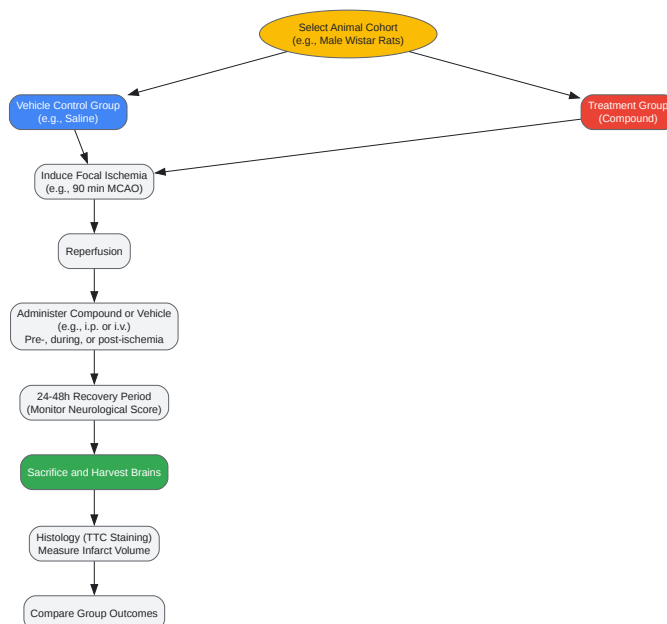 Select Animal Cohort
(e.g., Male Wistar Rats)
Vehicle Control Group
(e.g., Saline)
Treatment Group
(Compound)
Induce Focal Ischemia
(e.g., 90 min MCAO)
Reperfusion
Administer Compound or Vehicle
(e.g., i.p. or i.v.)
Pre-, during, or post-ischemia
24-48h Recovery Period
(Monitor Neurological Score)
Sacrifice and Harvest Brains
Histology (TTC Staining)
Measure Infarct Volume
Compare Group Outcomes